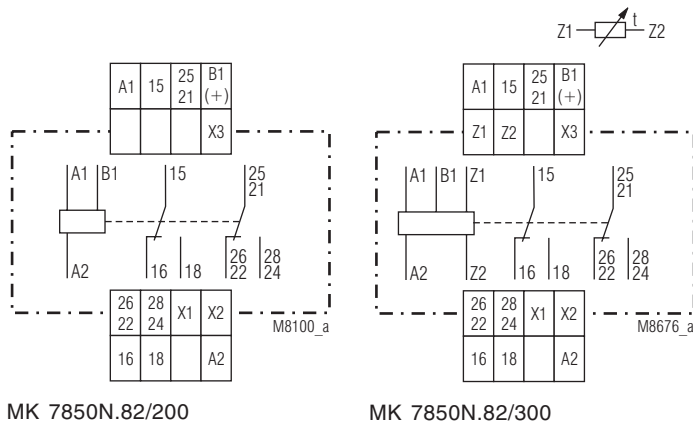 t
Z1 Z2
A1 15 25 21 B1 (+)
X3
A1 B1 15 25 21
A2 16 18 26 22 28 24
26 22 28 24 X1 X2
16 18 A2
M8100_a
MK 7850N.82/200
A1 15 25 21 B1 (+)
Z1 Z2 X3
A1 B1 Z1 15 25 21
A2 Z2 16 18 26 22 28 24
26 22 28 24 X1 X2
16 18 A2
M8676_a
MK 7850N.82/300